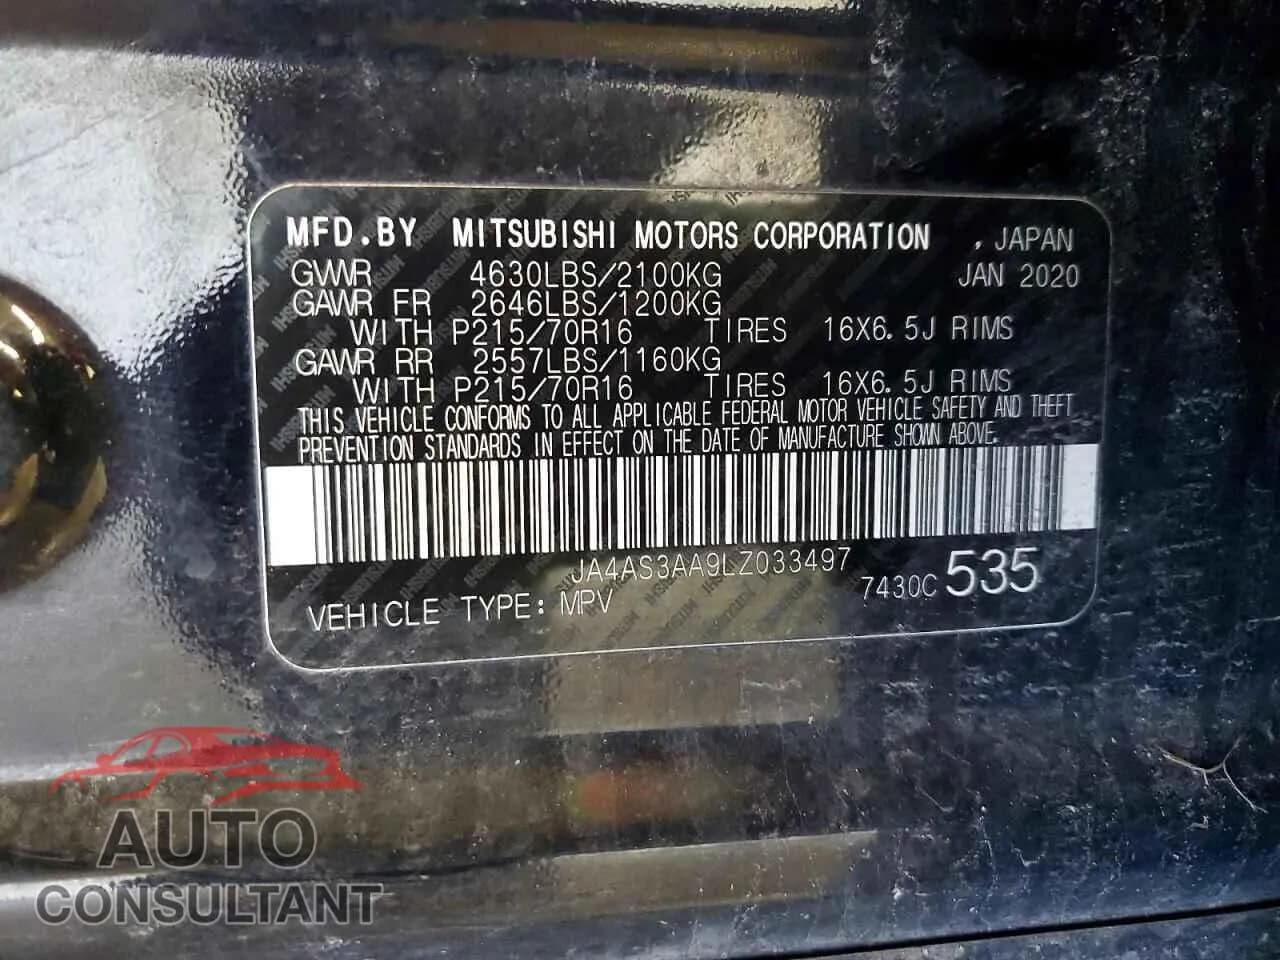 MFD.BY MITSUBISHI MOTORS CORPORATION , JAPAN
GVWR 4630LBS/2100KG JAN 2020
GAWR FR 2646LBS/1200KG
WITH P215/70R16 TIRES 16X6.5J RIMS
GAWR RR 2557LBS/1160KG
WITH P215/70R16 TIRES 16X6.5J RIMS
THIS VEHICLE CONFORMS TO ALL APPLICABLE FEDERAL MOTOR VEHICLE SAFETY AND THEFT
PREVENTION STANDARDS IN EFFECT ON THE DATE OF MANUFACTURE SHOWN ABOVE.
JA4AS3AA9LZ033497
7430C 535
VEHICLE TYPE: MPV
AUTO
CONSULTANT